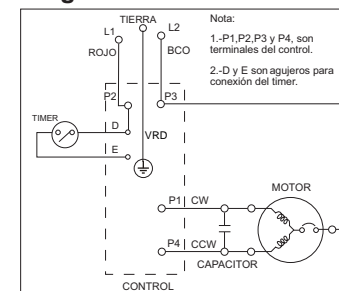 TIERRA
L1
L2
ROJO
BCO
Nota:
1.-P1,P2,P3 y P4, son
terminales del control.
2.-D y E son agujeros para
conexión del timer.
P2
P3
TIMER
D
VRD
E
MOTOR
P1
CW
P4
CCW
CAPACITOR
CONTROL